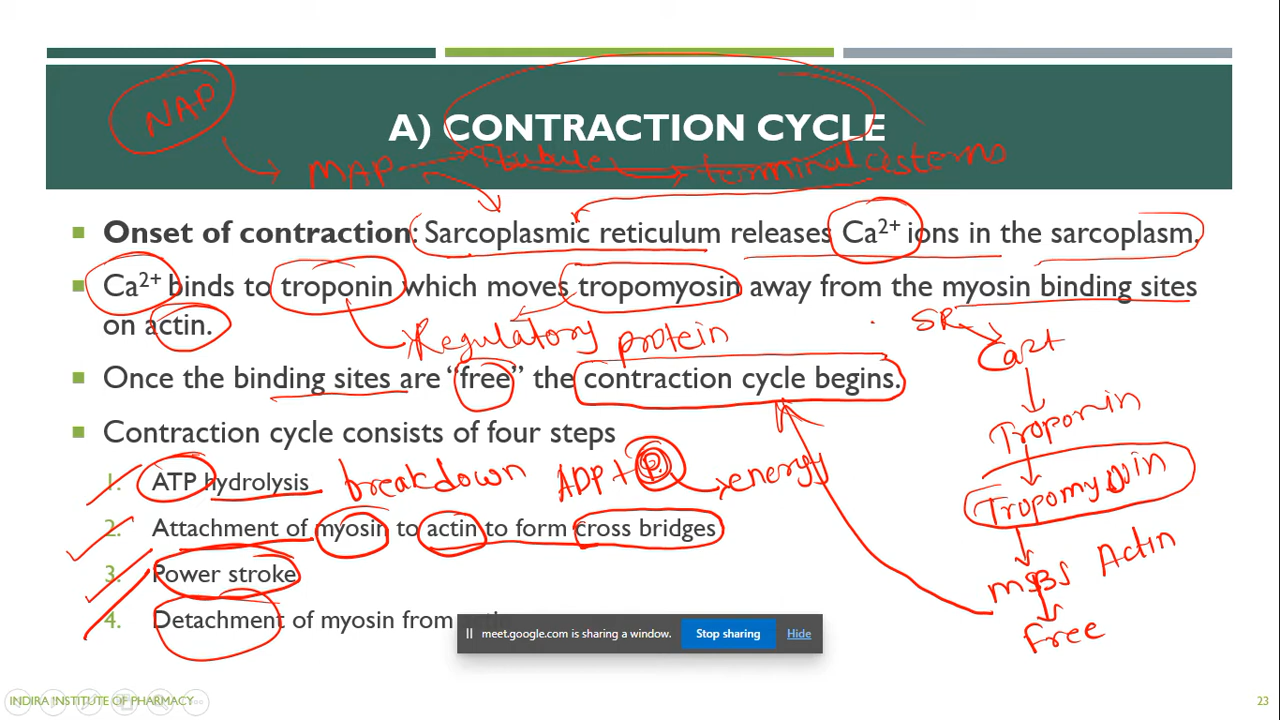 NAP
A) CONTRACTION CYCLE
MAP Ttubule terminal cisterns
Onset of contraction: Sarcoplasmic reticulum releases Ca2+ ions in the sarcoplasm.
Ca2+ binds to troponin which moves tropomyosin away from the myosin binding sites
on actin.
Regulatory protein
SR
Ca2+
Once the binding sites are “free” the contraction cycle begins.
Troponin
Contraction cycle consists of four steps
1. ATP hydrolysis breakdown ADP + P energy
Tropomyosin
2. Attachment of myosin to actin to form cross bridges
3. Power stroke
MSBS Actin
4. Detachment of myosin from
Free
meet.google.com is sharing a window. Stop sharing Hide
INDIRA INSTITUTE OF PHARMACY
23